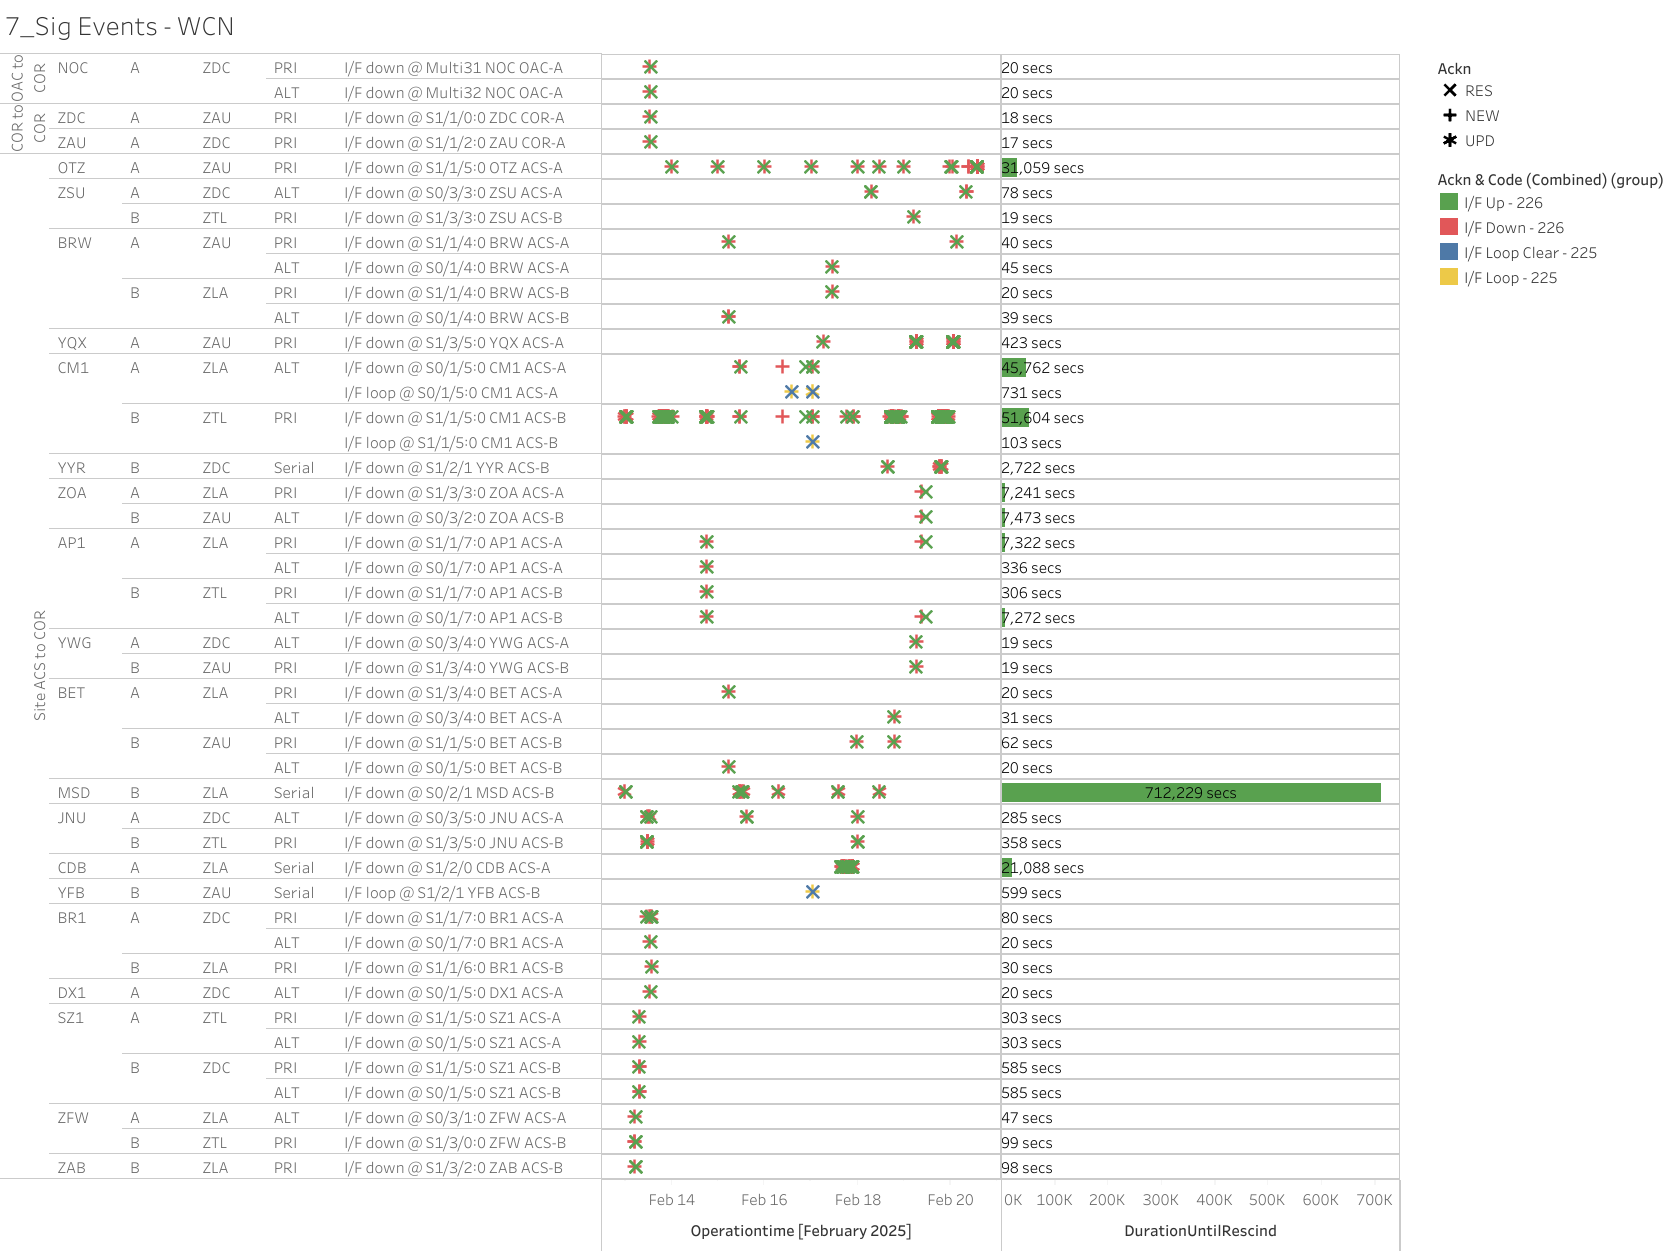 7_Sig Events - WCN
COR to OAC to
COR COR
Site ACS to COR
NOC A ZDC PRI I/F down @ Multi31 NOC OAC-A 20 secs
ALT I/F down @ Multi32 NOC OAC-A 20 secs
ZDC A ZAU PRI I/F down @ S1/1/0:0 ZDC COR-A 18 secs
ZAU A ZDC PRI I/F down @ S1/1/2:0 ZAU COR-A 17 secs
OTZ A ZAU PRI I/F down @ S1/1/5:0 OTZ ACS-A 31,059 secs
ZSU A ZDC ALT I/F down @ S0/3/3:0 ZSU ACS-A 78 secs
B ZTL PRI I/F down @ S1/3/3:0 ZSU ACS-B 19 secs
BRW A ZAU PRI I/F down @ S1/1/4:0 BRW ACS-A 40 secs
ALT I/F down @ S0/1/4:0 BRW ACS-A 45 secs
B ZLA PRI I/F down @ S1/1/4:0 BRW ACS-B 20 secs
ALT I/F down @ S0/1/4:0 BRW ACS-B 39 secs
YQX A ZAU PRI I/F down @ S1/3/5:0 YQX ACS-A 423 secs
CM1 A ZLA ALT I/F down @ S0/1/5:0 CM1 ACS-A 45,762 secs
I/F loop @ S0/1/5:0 CM1 ACS-A 731 secs
B ZTL PRI I/F down @ S1/1/5:0 CM1 ACS-B 51,604 secs
I/F loop @ S1/1/5:0 CM1 ACS-B 103 secs
YYR B ZDC Serial I/F down @ S1/2/1 YYR ACS-B 2,722 secs
ZOA A ZLA PRI I/F down @ S1/3/3:0 ZOA ACS-A 7,241 secs
B ZAU ALT I/F down @ S0/3/2:0 ZOA ACS-B 7,473 secs
AP1 A ZLA PRI I/F down @ S1/1/7:0 AP1 ACS-A 7,322 secs
ALT I/F down @ S0/1/7:0 AP1 ACS-A 336 secs
B ZTL PRI I/F down @ S1/1/7:0 AP1 ACS-B 306 secs
ALT I/F down @ S0/1/7:0 AP1 ACS-B 7,272 secs
YWG A ZDC ALT I/F down @ S0/3/4:0 YWG ACS-A 19 secs
B ZAU PRI I/F down @ S1/3/4:0 YWG ACS-B 19 secs
BET A ZLA PRI I/F down @ S1/3/4:0 BET ACS-A 20 secs
ALT I/F down @ S0/3/4:0 BET ACS-A 31 secs
B ZAU PRI I/F down @ S1/1/5:0 BET ACS-B 62 secs
ALT I/F down @ S0/1/5:0 BET ACS-B 20 secs
MSD B ZLA Serial I/F down @ S0/2/1 MSD ACS-B 712,229 secs
JNU A ZDC ALT I/F down @ S0/3/5:0 JNU ACS-A 285 secs
B ZTL PRI I/F down @ S1/3/5:0 JNU ACS-B 358 secs
CDB A ZLA Serial I/F down @ S1/2/0 CDB ACS-A 21,088 secs
YFB B ZAU Serial I/F loop @ S1/2/1 YFB ACS-B 599 secs
BR1 A ZDC PRI I/F down @ S1/1/7:0 BR1 ACS-A 80 secs
ALT I/F down @ S0/1/7:0 BR1 ACS-A 20 secs
B ZLA PRI I/F down @ S1/1/6:0 BR1 ACS-B 30 secs
DX1 A ZDC ALT I/F down @ S0/1/5:0 DX1 ACS-A 20 secs
SZ1 A ZTL PRI I/F down @ S1/1/5:0 SZ1 ACS-A 303 secs
ALT I/F down @ S0/1/5:0 SZ1 ACS-A 303 secs
B ZDC PRI I/F down @ S1/1/5:0 SZ1 ACS-B 585 secs
ALT I/F down @ S0/1/5:0 SZ1 ACS-B 585 secs
ZFW A ZLA ALT I/F down @ S0/3/1:0 ZFW ACS-A 47 secs
B ZTL PRI I/F down @ S1/3/0:0 ZFW ACS-B 99 secs
ZAB B ZLA PRI I/F down @ S1/3/2:0 ZAB ACS-B 98 secs
Feb 14 Feb 16 Feb 18 Feb 20 0K 100K 200K 300K 400K 500K 600K 700K
Operationtime [February 2025] DurationUntilRescind
Ackn
RES
NEW
UPD
Ackn & Code (Combined) (group)
I/F Up - 226
I/F Down - 226
I/F Loop Clear - 225
I/F Loop - 225